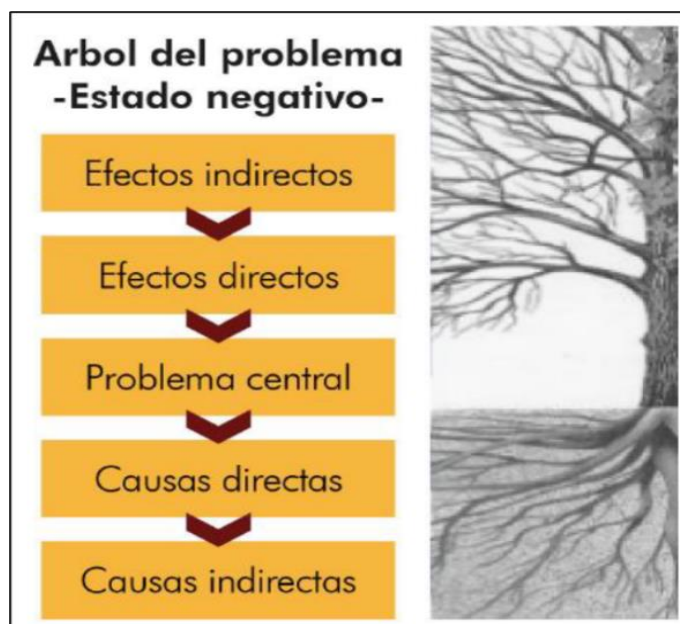 Arbol del problema
-Estado negativo-
Efectos indirectos
Efectos directos
Problema central
Causas directas
Causas indirectas